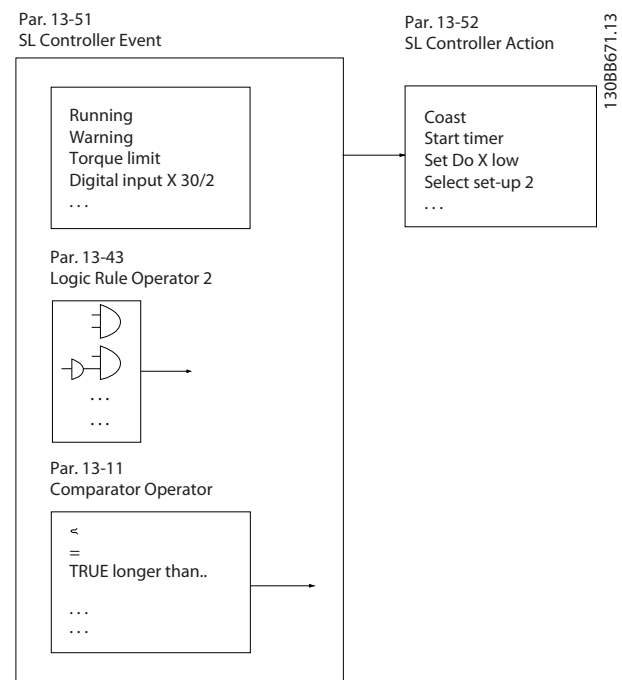 Par. 13-51
SL Controller Event
Par. 13-52
SL Controller Action
130BB671.13
Running
Warning
Torque limit
Digital input X 30/2
. . .
Coast
Start timer
Set Do X low
Select set-up 2
. . .
Par. 13-43
Logic Rule Operator 2
. . .
. . .
Par. 13-11
Comparator Operator
<
=
TRUE longer than..
. . .
. . .